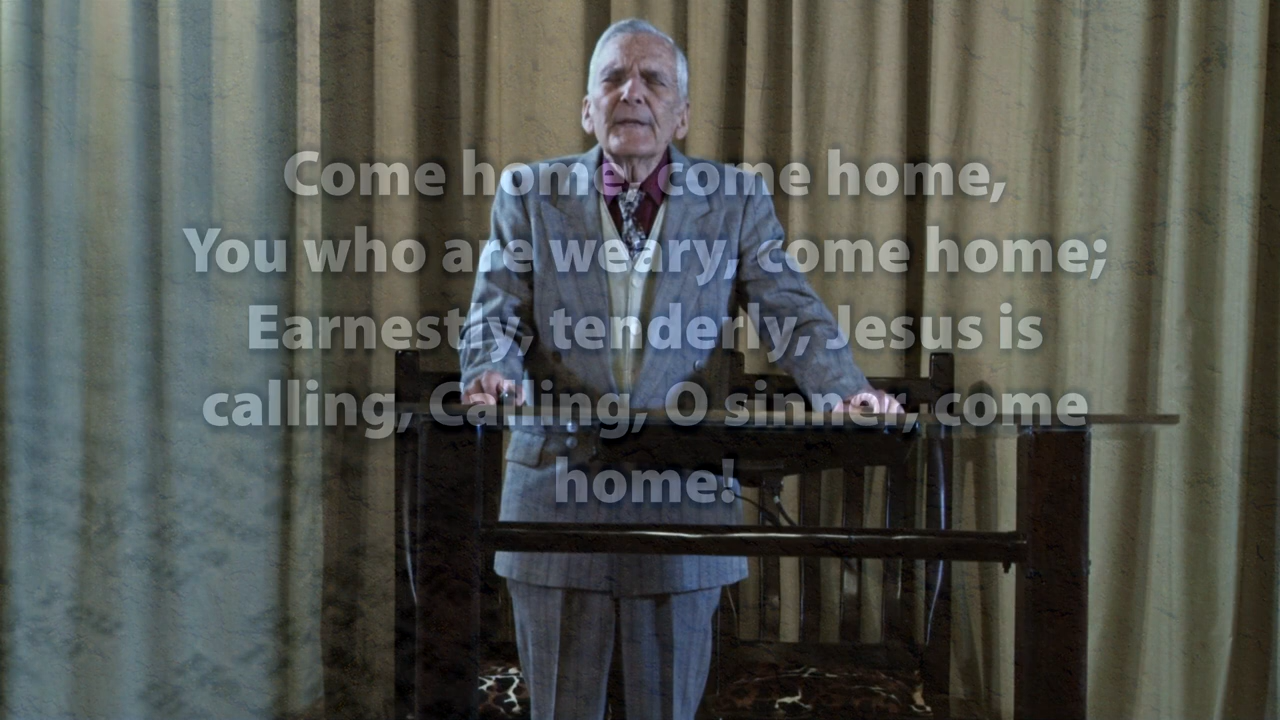 Come home, come home,
You who are weary, come home;
Earnestly, tenderly, Jesus is
calling, Calling, O sinner, come
home!